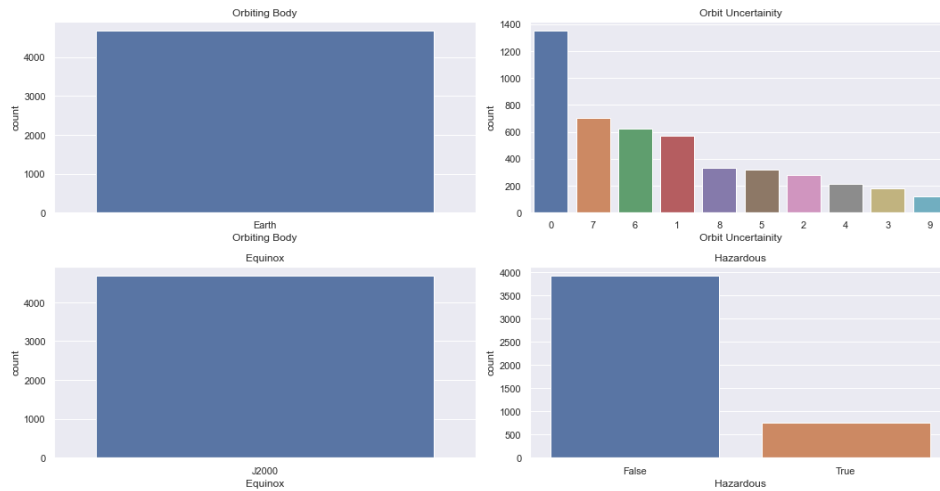 Orbiting Body
4000
3000
2000
1000
0
count
Earth
Orbiting Body
Orbit Uncertainity
1400
1200
1000
800
600
400
200
0
count
0 7 6 1 8 5 2 4 3 9
Orbit Uncertainity
Equinox
4000
3000
2000
1000
0
count
J2000
Equinox
Hazardous
4000
3500
3000
2500
2000
1500
1000
500
0
count
False True
Hazardous